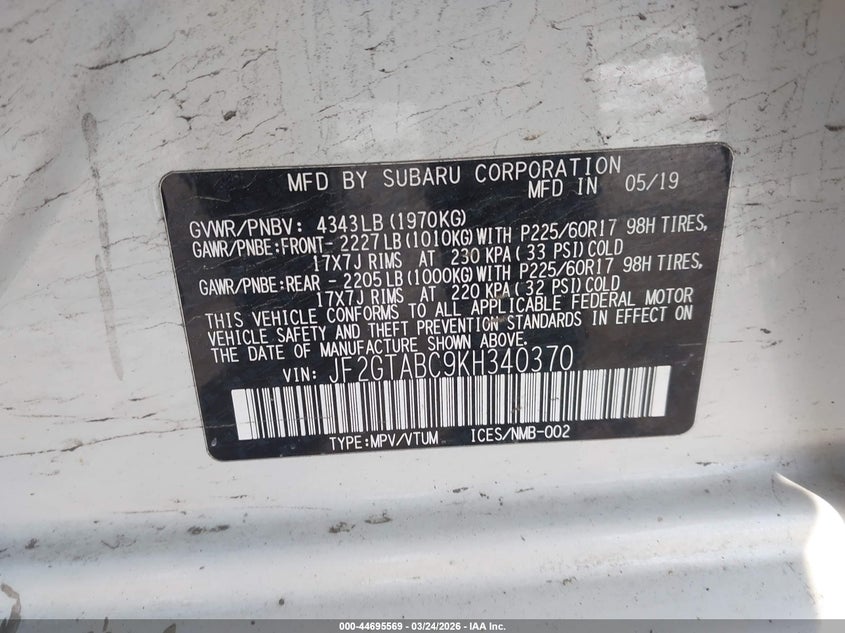 MFD BY SUBARU CORPORATION
MFD IN 05/19
GVWR/PNBV: 4343LB (1970KG)
GAWR/PNBE:FRONT- 2227LB (1010KG) WITH P225/60R17 98H TIRES,
17X7J RIMS AT 230 KPA ( 33 PSI) COLD
GAWR/PNBE:REAR - 2205LB (1000KG) WITH P225/60R17 98H TIRES,
17X7J RIMS AT 220 KPA ( 32 PSI) COLD
THIS VEHICLE CONFORMS TO ALL APPLICABLE FEDERAL MOTOR
VEHICLE SAFETY AND THEFT PREVENTION STANDARDS IN EFFECT ON
THE DATE OF MANUFACTURE SHOWN ABOVE.
VIN: JF2GTABC9KH340370
TYPE:MPV/VTUM ICES/NMB-002
000-44695569 - 03/24/2026 - IAA Inc.